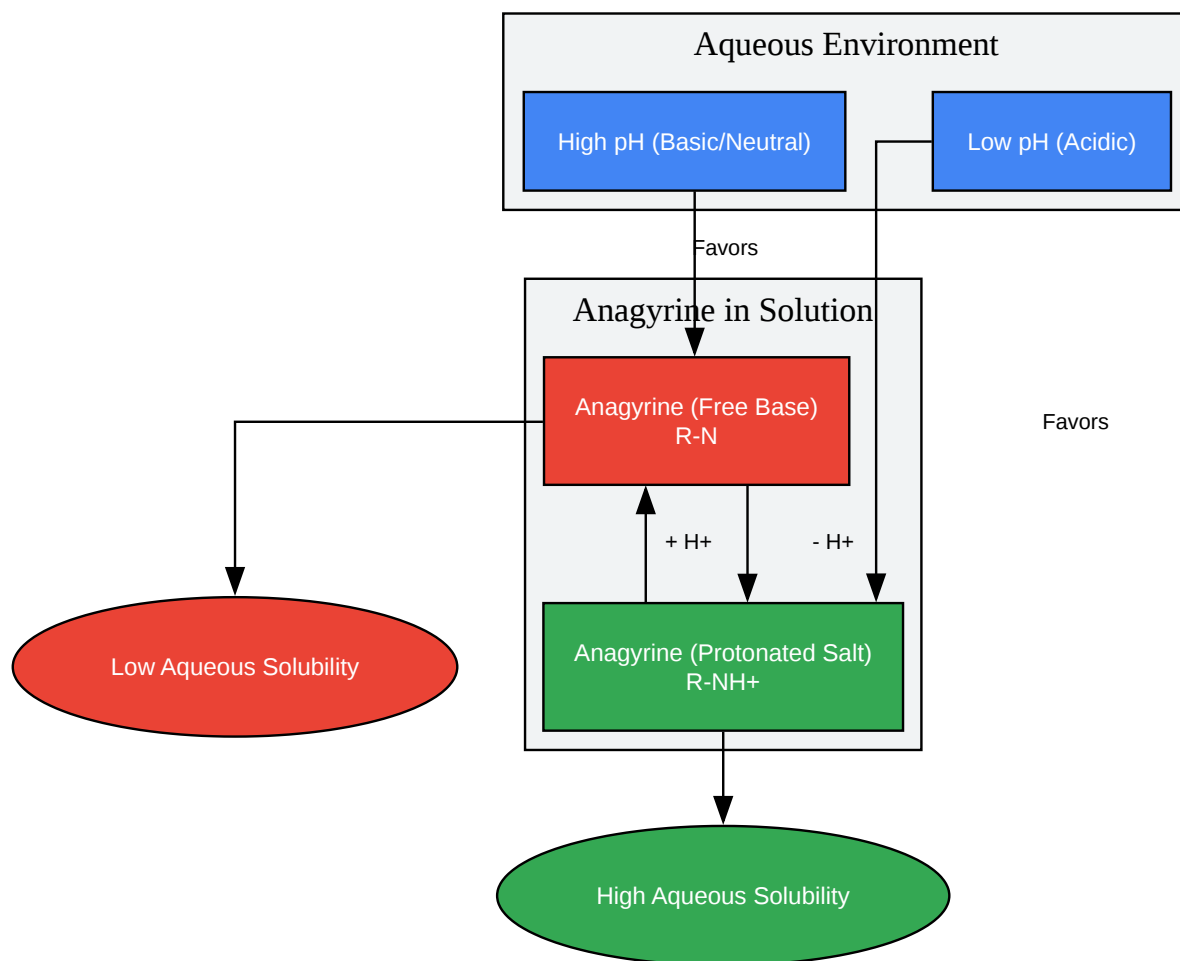 Aqueous Environment
High pH (Basic/Neutral)
Low pH (Acidic)
Favors
Anagyrine in Solution
Anagyrine (Free Base)
R-N
Favors
+ H+
- H+
Anagyrine (Protonated Salt)
R-NH+
Low Aqueous Solubility
High Aqueous Solubility